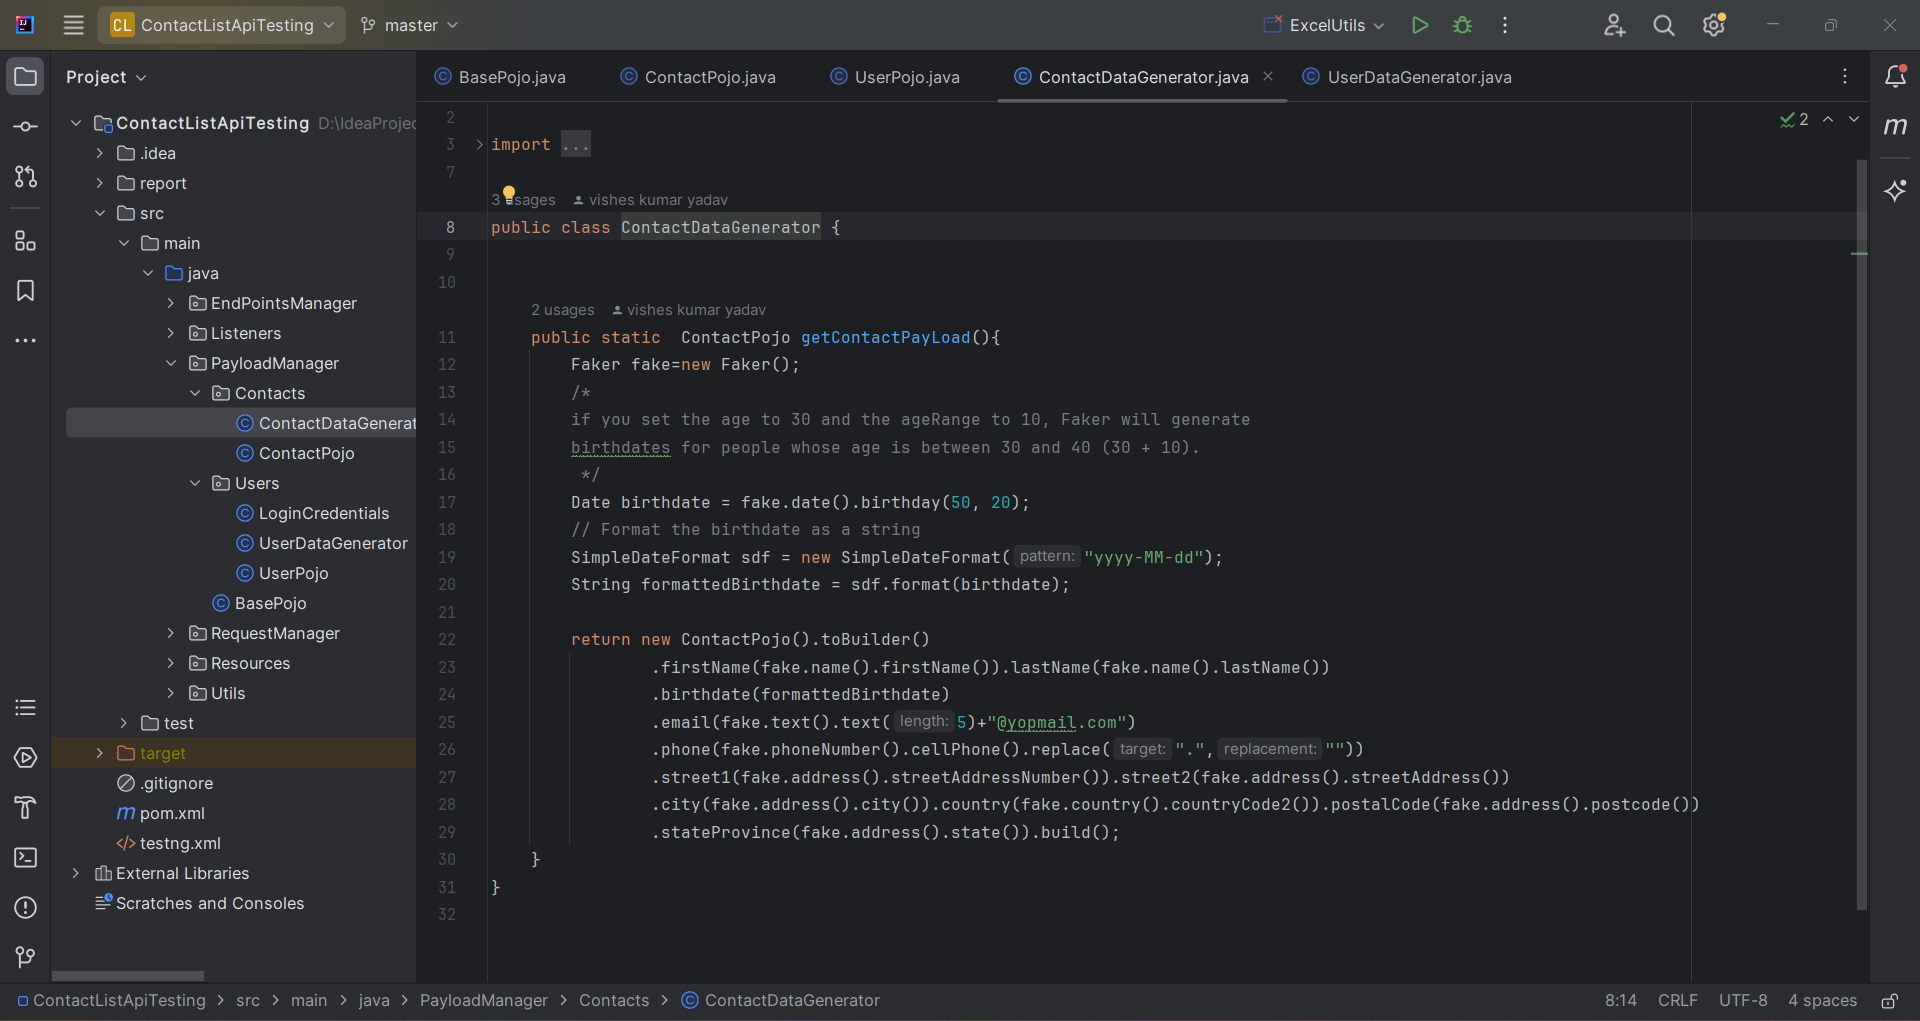 CL ContactListApiTesting master ExcelUtils
Project
BasePojo.java ContactPojo.java UserPojo.java ContactDataGenerator.java UserDataGenerator.java
ContactListApiTesting D:\IdeaProjec
.idea
report
src
main
java
EndPointsManager
Listeners
PayloadManager
Contacts
ContactDataGenerat
ContactPojo
Users
LoginCredentials
UserDataGenerator
UserPojo
BasePojo
RequestManager
Resources
Utils
test
target
.gitignore
pom.xml
testng.xml
External Libraries
Scratches and Consoles
2
2
3 import ...
7
vishes kumar yadav
8 public class ContactDataGenerator {
9
10
2 usages vishes kumar yadav
11 public static  ContactPojo getContactPayLoad(){
12 Faker fake=new Faker();
13 /*
14 if you set the age to 30 and the ageRange to 10, Faker will generate
15 birthdates for people whose age is between 30 and 40 (30 + 10).
16 */
17 Date birthdate = fake.date().birthday(50, 20);
18 // Format the birthdate as a string
19 SimpleDateFormat sdf = new SimpleDateFormat( pattern: "yyyy-MM-dd");
20 String formattedBirthdate = sdf.format(birthdate);
21
22 return new ContactPojo().toBuilder()
23 .firstName(fake.name().firstName()).lastName(fake.name().lastName())
24 .birthdate(formattedBirthdate)
25 .email(fake.text().text( length: 5)+"@yopmail.com")
26 .phone(fake.phoneNumber().cellPhone().replace( target: ".", replacement: ""))
27 .street1(fake.address().streetAddressNumber()).street2(fake.address().streetAddress())
28 .city(fake.address().city()).country(fake.country().countryCode2()).postalCode(fake.address().postcode())
29 .stateProvince(fake.address().state()).build();
30 }
31 }
32
ContactListApiTesting > src > main > java > PayloadManager > Contacts > ContactDataGenerator
8:14 CRLF UTF-8 4 spaces